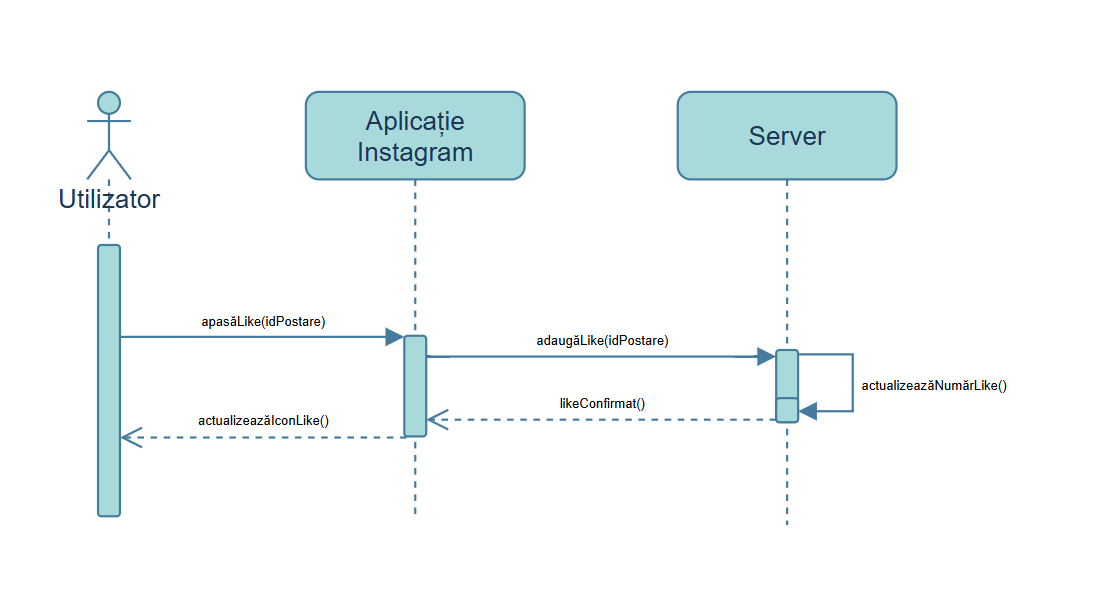 Aplicație
Instagram
Server
Utilizator
apasăLike(idPostare)
adaugăLike(idPostare)
actualizeazăNumărLike()
likeConfirmat()
actualizeazăIconLike()